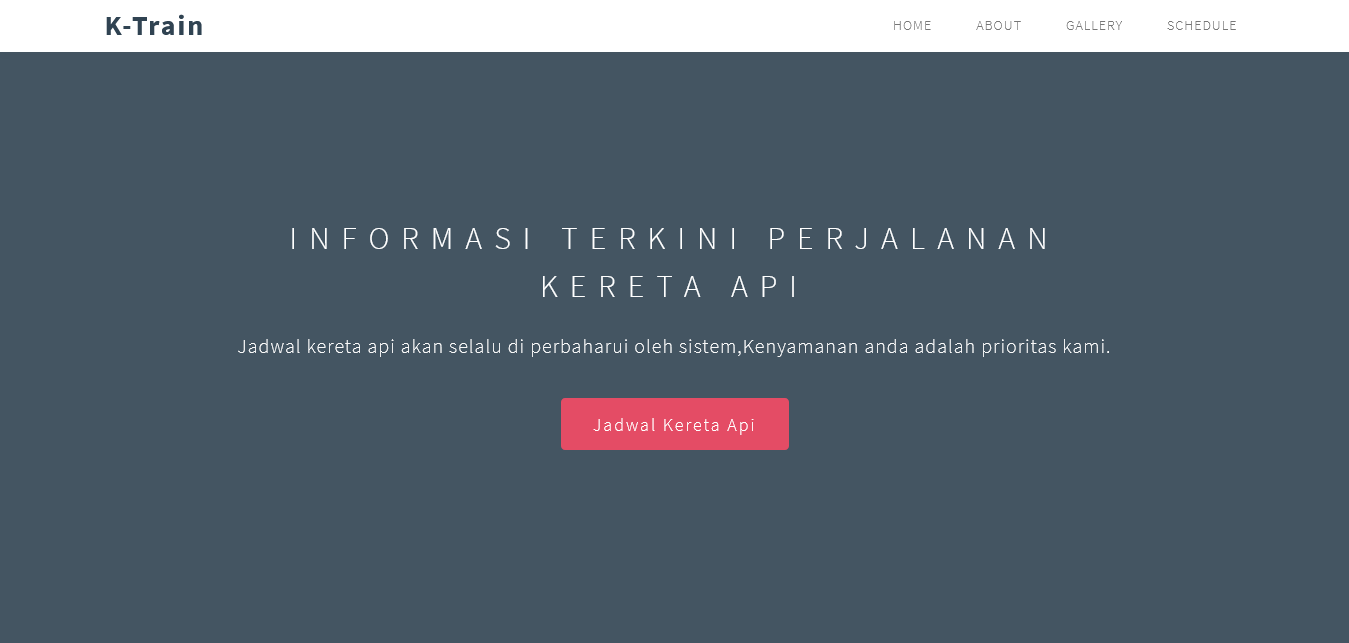 K-Train
HOME ABOUT GALLERY SCHEDULE
INFORMASI TERKINI PERJALANAN
KERETA API
Jadwal kereta api akan selalu di perbaharui oleh sistem,Kenyamanan anda adalah prioritas kami.
Jadwal Kereta Api